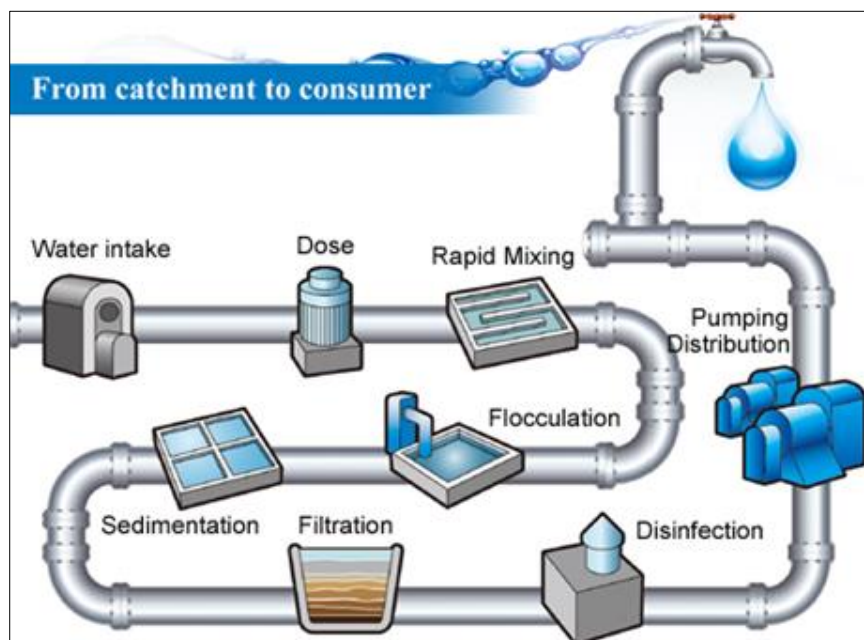 From catchment to consumer
Water intake
Dose
Rapid Mixing
Pumping
Distribution
Flocculation
Sedimentation
Filtration
Disinfection